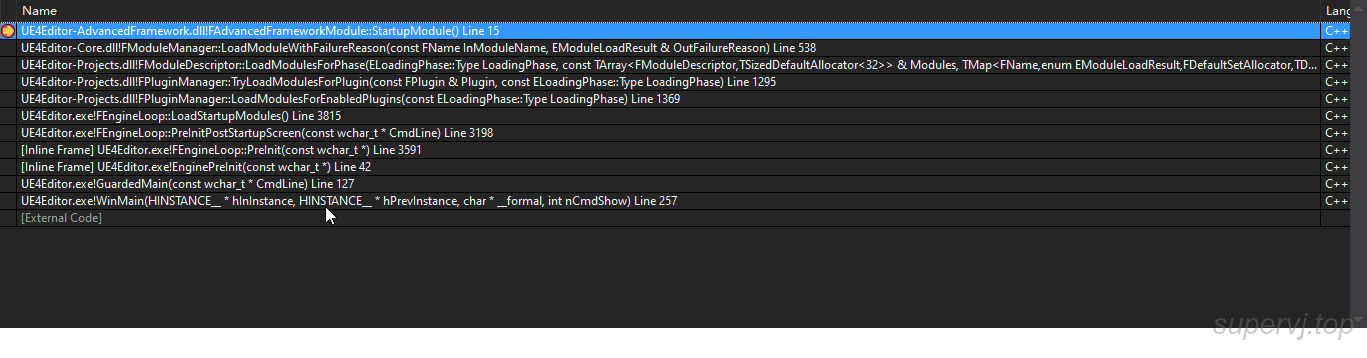 Name Lang
UE4Editor-AdvancedFramework.dll!FAdvancedFrameworkModule::StartupModule() Line 15 C++
UE4Editor-Core.dll!FModuleManager::LoadModuleWithFailureReason(const FName InModuleName, EModuleLoadResult & OutFailureReason) Line 538 C++
UE4Editor-Projects.dll!FModuleDescriptor::LoadModulesForPhase(ELoadingPhase::Type LoadingPhase, const TArray<FModuleDescriptor,TSizedDefaultAllocator<32>> & Modules, TMap<FName,enum EModuleLoadResult,FDefaultSetAllocator,TD... C++
UE4Editor-Projects.dll!FPluginManager::TryLoadModulesForPlugin(const FPlugin & Plugin, const ELoadingPhase::Type LoadingPhase) Line 1295 C++
UE4Editor-Projects.dll!FPluginManager::LoadModulesForEnabledPlugins(const ELoadingPhase::Type LoadingPhase) Line 1369 C++
UE4Editor.exe!FEngineLoop::LoadStartupModules() Line 3815 C++
UE4Editor.exe!FEngineLoop::PreInitPostStartupScreen(const wchar_t * CmdLine) Line 3198 C++
[Inline Frame] UE4Editor.exe!FEngineLoop::PreInit(const wchar_t *) Line 3591 C++
[Inline Frame] UE4Editor.exe!EnginePreInit(const wchar_t *) Line 42 C++
UE4Editor.exe!GuardedMain(const wchar_t * CmdLine) Line 127 C++
UE4Editor.exe!WinMain(HINSTANCE__ * hInInstance, HINSTANCE__ * hPrevInstance, char * __formal, int nCmdShow) Line 257 C++
[External Code]
supervj.top